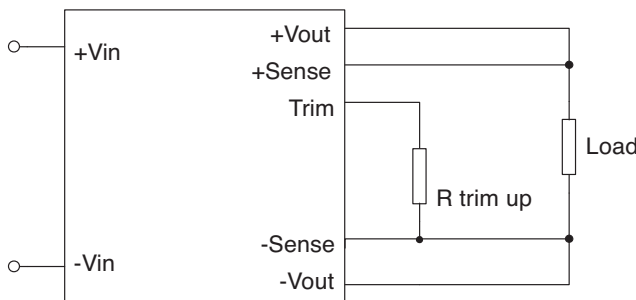 +Vin
-Vin
+Vout
+Sense
Trim
R trim up
Load
-Sense
-Vout